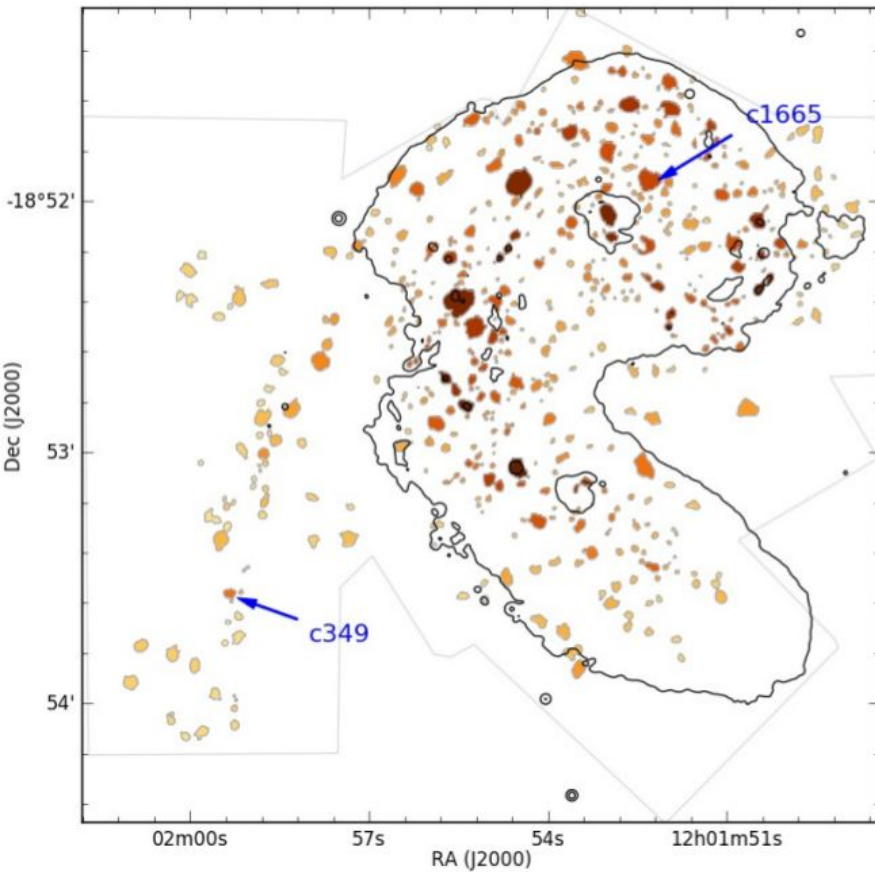 c1665
-18°52'
Dec (J2000)
53'
c349
54'
02m00s 57s 54s 12h01m51s
RA (J2000)